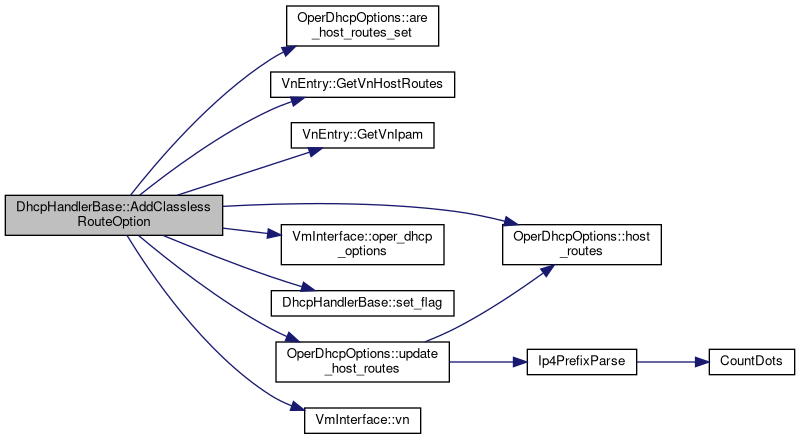 OperDhcpOptions::are
_host_routes_set
VnEntry::GetVnHostRoutes
VnEntry::GetVnIpam
DhcpHandlerBase::AddClassless
RouteOption
VmInterface::oper_dhcp
_options
OperDhcpOptions::host
_routes
DhcpHandlerBase::set_flag
OperDhcpOptions::update
_host_routes
Ip4PrefixParse
CountDots
VmInterface::vn